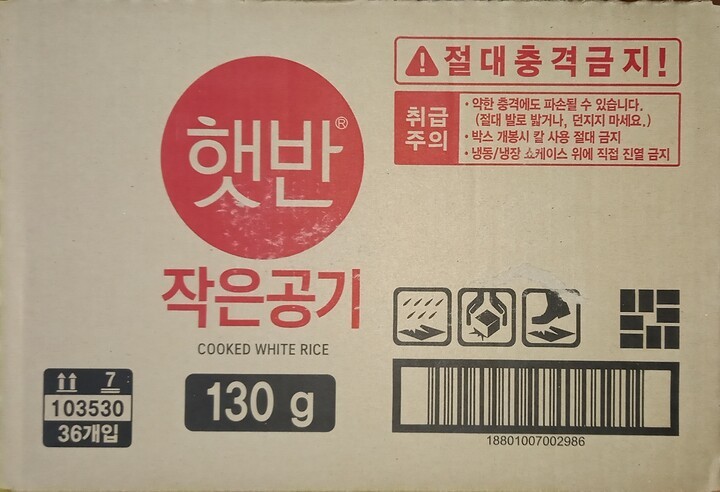 햇반®
작은공기
COOKED WHITE RICE
130 g
7
103530
36개입
절대충격금지!
취급
주의
· 약한 충격에도 파손될 수 있습니다.
(절대 발로 밟거나, 던지지 마세요.)
· 박스 개봉시 칼 사용 절대 금지
· 냉동/냉장 쇼케이스 위에 직접 진열 금지
18801007002986